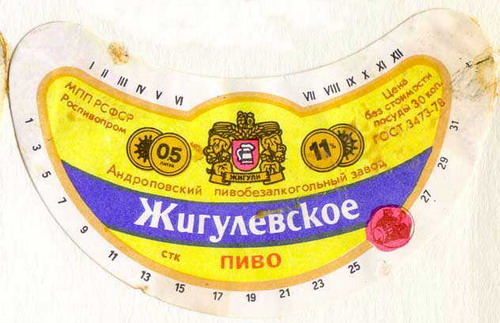 I II III IV V VI
VII VIII IX X XI XII
МПП РСФСР
Роспивопром
05
ЛИТРА
ЖИГУЛИ
11%
Цена
без стоимости
посуды 30 коп.
ГОСТ 3473-78
Андроповский пивобезалкогольный завод
Жигулевское
СТК
ПИВО
1 3 5 7 9 11 13 15 17 19 21 23 25 27 29 31